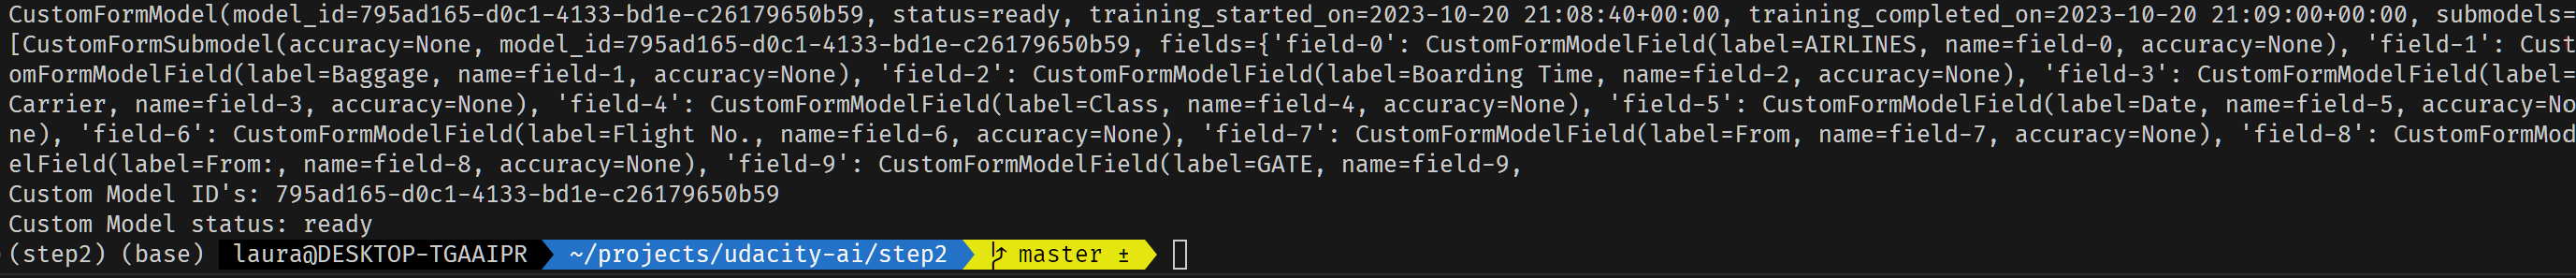 CustomFormModel(model_id=795ad165-d0c1-4133-bd1e-c26179650b59, status=ready, training_started_on=2023-10-20 21:08:40+00:00, training_completed_on=2023-10-20 21:09:00+00:00, submodels=
[CustomFormSubmodel(accuracy=None, model_id=795ad165-d0c1-4133-bd1e-c26179650b59, fields={'field-0': CustomFormModelField(label=AIRLINES, name=field-0, accuracy=None), 'field-1': Cust
omFormModelField(label=Baggage, name=field-1, accuracy=None), 'field-2': CustomFormModelField(label=Boarding Time, name=field-2, accuracy=None), 'field-3': CustomFormModelField(label=
Carrier, name=field-3, accuracy=None), 'field-4': CustomFormModelField(label=Class, name=field-4, accuracy=None), 'field-5': CustomFormModelField(label=Date, name=field-5, accuracy=No
ne), 'field-6': CustomFormModelField(label=Flight No., name=field-6, accuracy=None), 'field-7': CustomFormModelField(label=From, name=field-7, accuracy=None), 'field-8': CustomFormMod
elField(label=From:, name=field-8, accuracy=None), 'field-9': CustomFormModelField(label=GATE, name=field-9,
Custom Model ID's: 795ad165-d0c1-4133-bd1e-c26179650b59
Custom Model status: ready
(step2) (base) laura@DESKTOP-TGAAIPR ~/projects/udacity-ai/step2 master ±